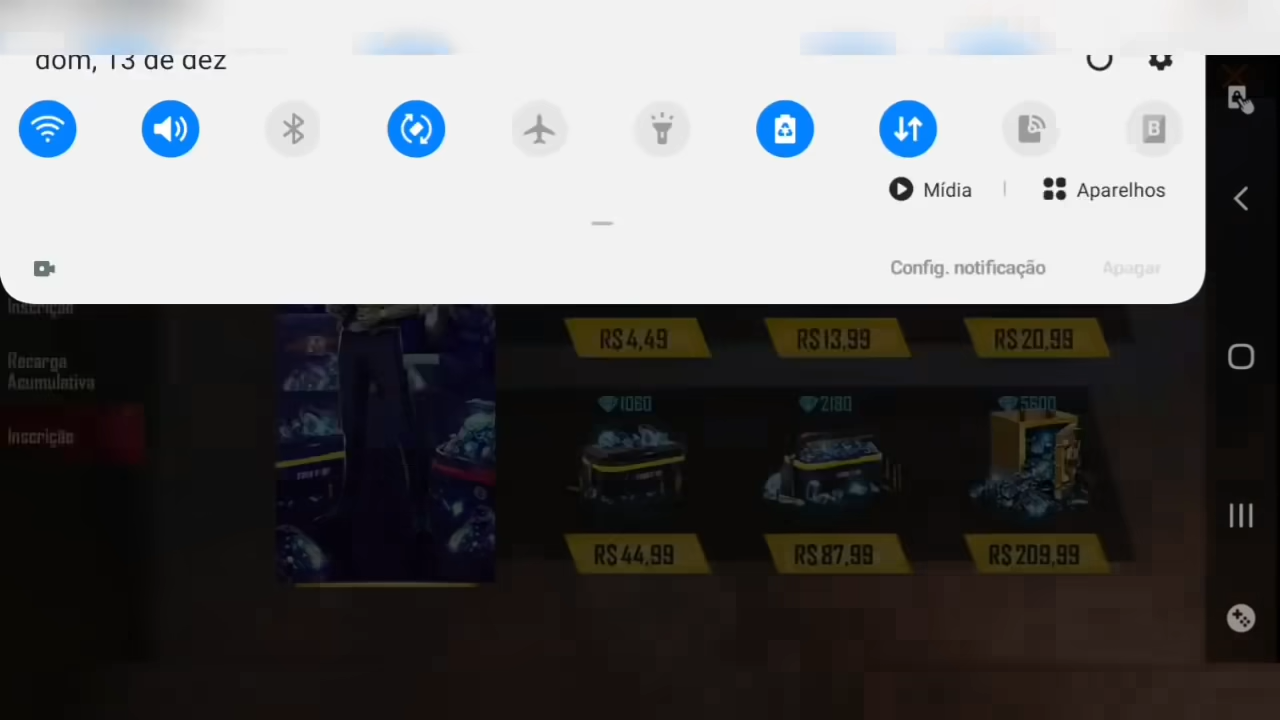 dom, 13 de dez
B
Mídia
Aparelhos
Config. notificação
Apagar
Inscrição
R$4,49
R$13,99
R$20,99
Recarga
Acumulativa
1060
2180
5600
Inscrição
R$44,99
R$87,99
R$209,99